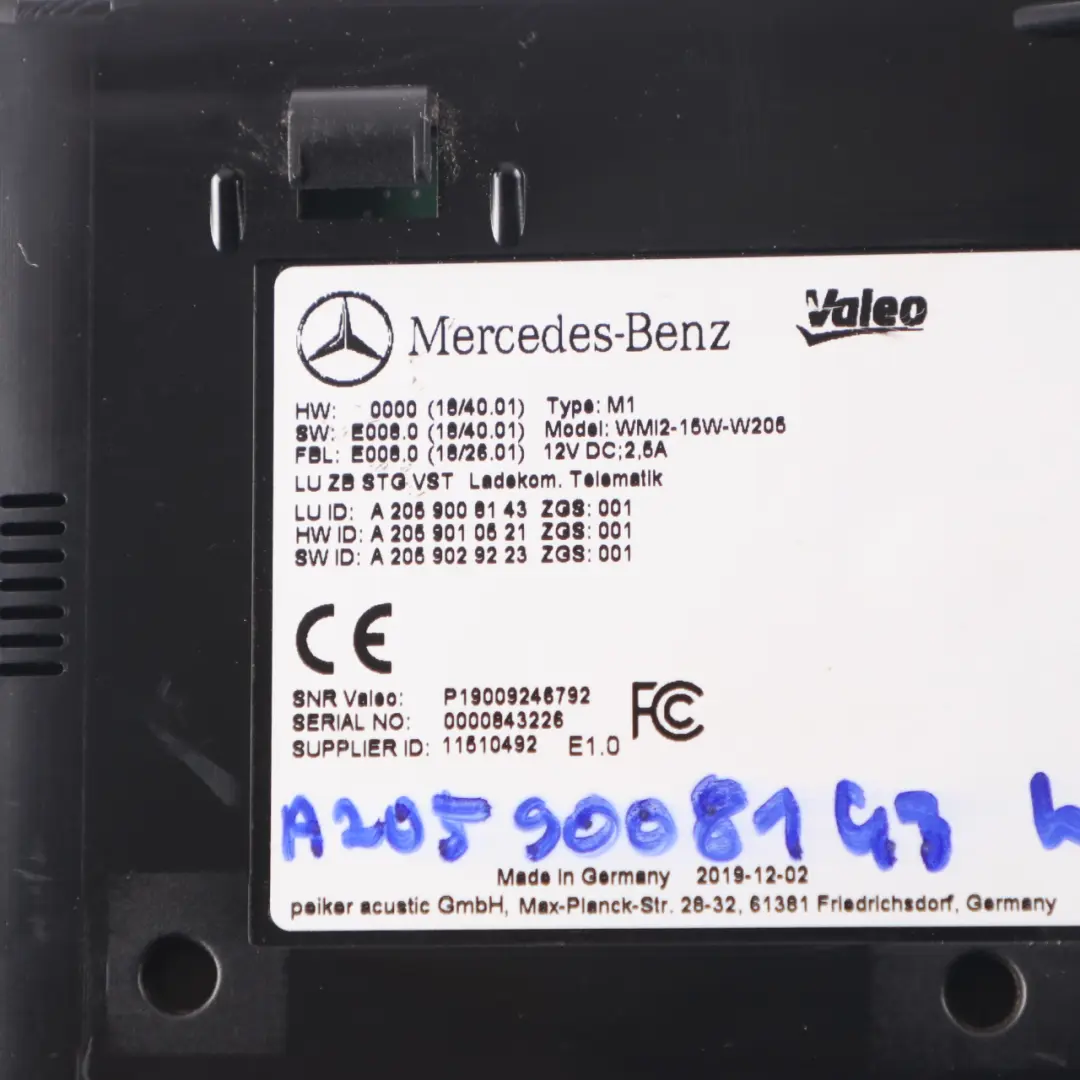 Mercedes-Benz
Valeo
HW: 0000 (18/40.01) Type: M1
SW: E006.0 (18/40.01) Model: WMI2-15W-W205
FBL: E006.0 (18/26.01) 12V DC;2,5A
LU ZB STG VST Ladekom. Telematik
LU ID: A 205 900 81 43 ZGS: 001
HW ID: A 205 901 05 21 ZGS: 001
SW ID: A 205 902 92 23 ZGS: 001
CE
SNR Valeo: P19009246792
SERIAL NO: 0000843226
SUPPLIER ID: 11510492 E1.0
FC
A205 9008143
Made in Germany 2019-12-02
peiker acustic GmbH, Max-Planck-Str. 28-32, 61381 Friedrichsdorf, Germany